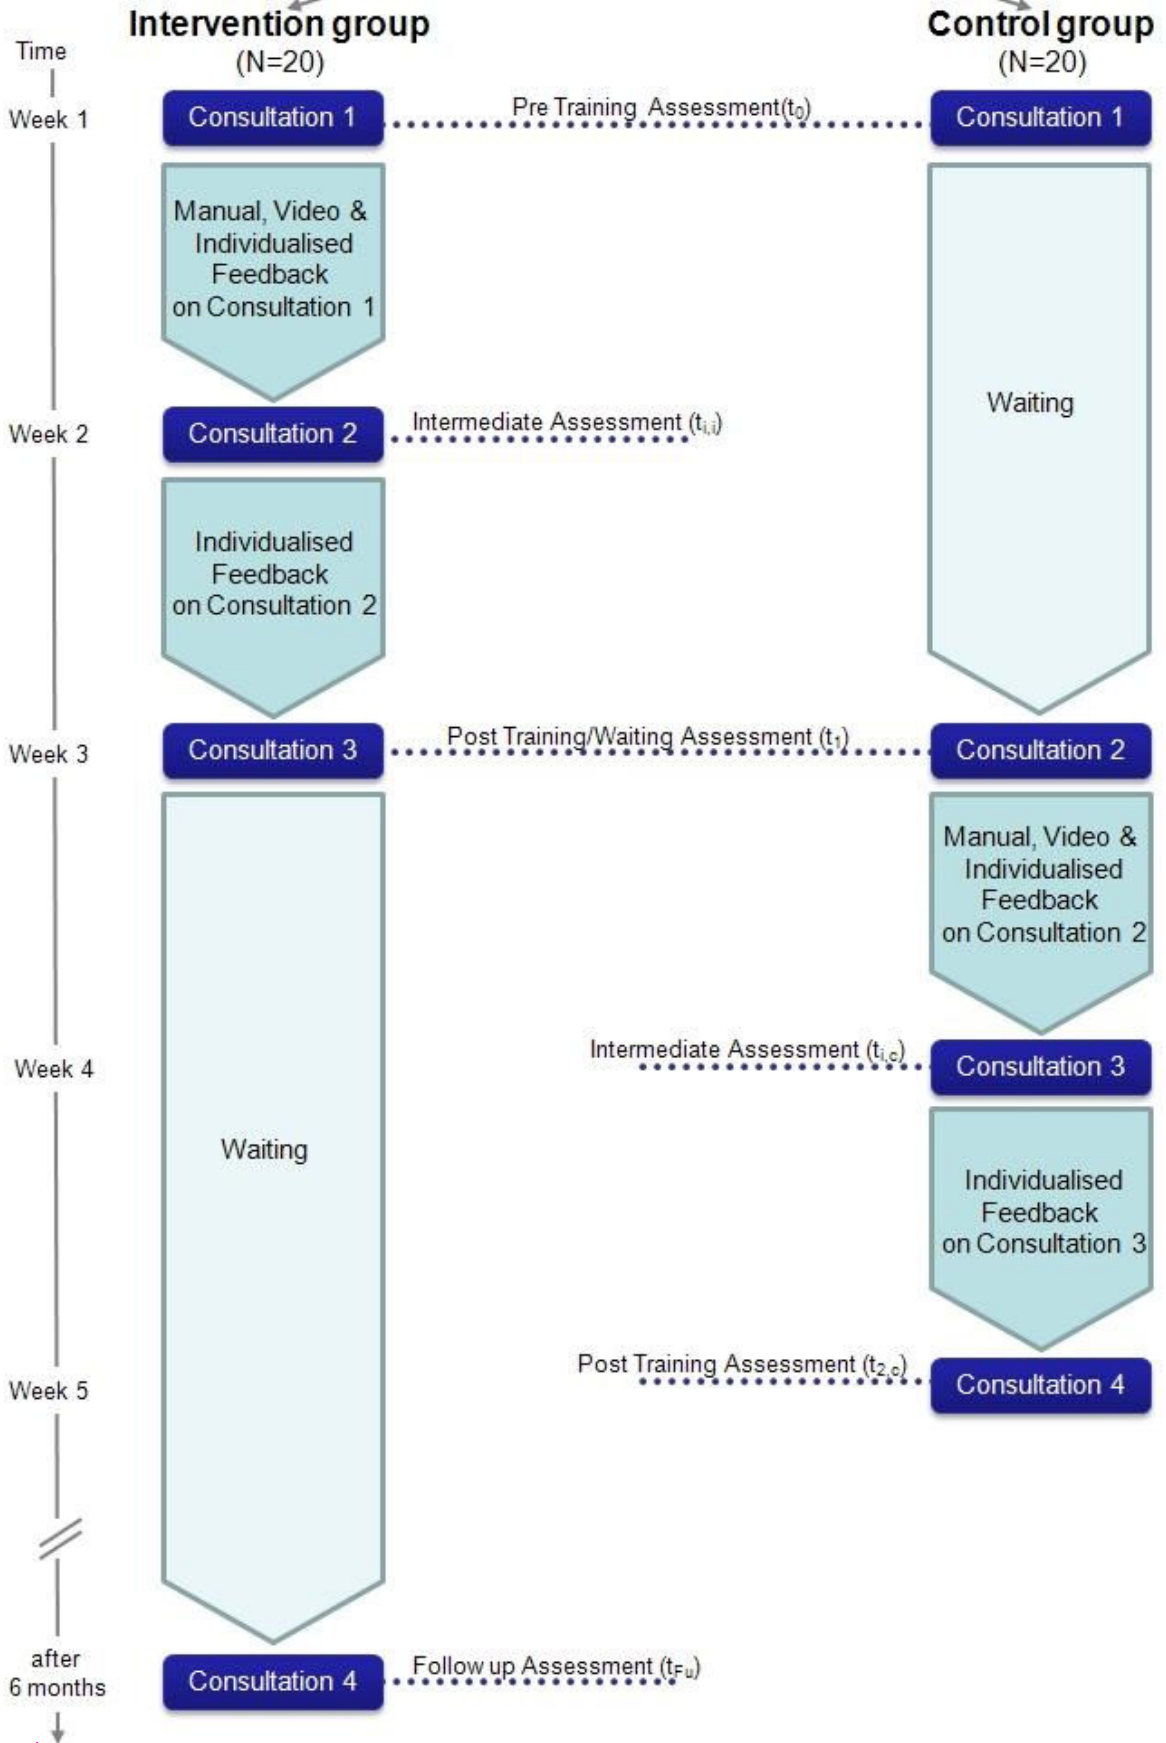 Intervention group
Control group
Time
(N=20)
(N=20)
Week 1
Consultation 1
Pre Training Assessment(t₀)
Consultation 1
Manual, Video &
Individualised
Feedback
on Consultation 1
Waiting
Week 2
Consultation 2
Intermediate Assessment (tᵢ,ᵢ)
Individualised
Feedback
on Consultation 2
Week 3
Consultation 3
Post Training/Waiting Assessment (t₁)
Consultation 2
Manual, Video &
Individualised
Feedback
on Consultation 2
Intermediate Assessment (ti,c)
Week 4
Consultation 3
Waiting
Individualised
Feedback
on Consultation 3
Post Training Assessment (t2,c)
Week 5
Consultation 4
after
6 months
Consultation 4
Follow up Assessment (tFu)